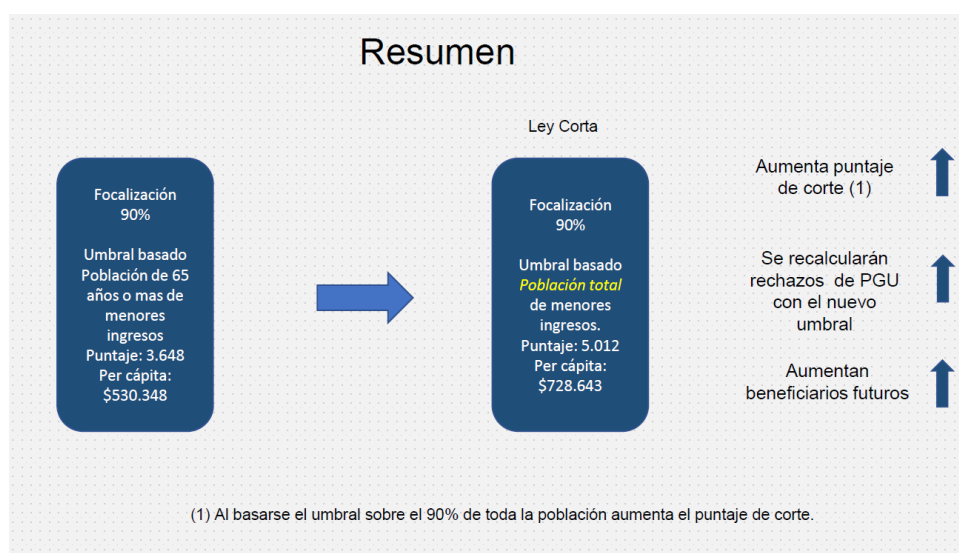 Resumen
Focalización
90%
Umbral basado
Población de 65
años o mas de
menores
ingresos
Puntaje: 3.648
Per cápita:
$530.348
Ley Corta
Focalización
90%
Umbral basado
Población total
de menores
ingresos.
Puntaje: 5.012
Per cápita:
$728.643
Aumenta puntaje
de corte (1)
Se recalcularán
rechazos de PGU
con el nuevo
umbral
Aumentan
beneficiarios futuros
(1) Al basarse el umbral sobre el 90% de toda la población aumenta el puntaje de corte.